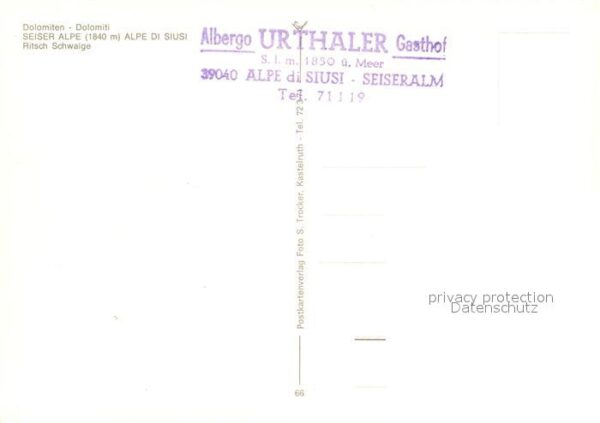 Dolomiten - Dolomiti
SEISER ALPE (1840 m) ALPE DI SIUSI
Ritsch Schwaige
Albergo URTHALER Gasthof
S. l. m. 1850 ü. Meer
39040 ALPE di SIUSI - SEISERALM
Tel. 71119
Postkartenverlag Foto S. Trocker, Kastelruth - Tel.
66
privacy protection
Datenschutz